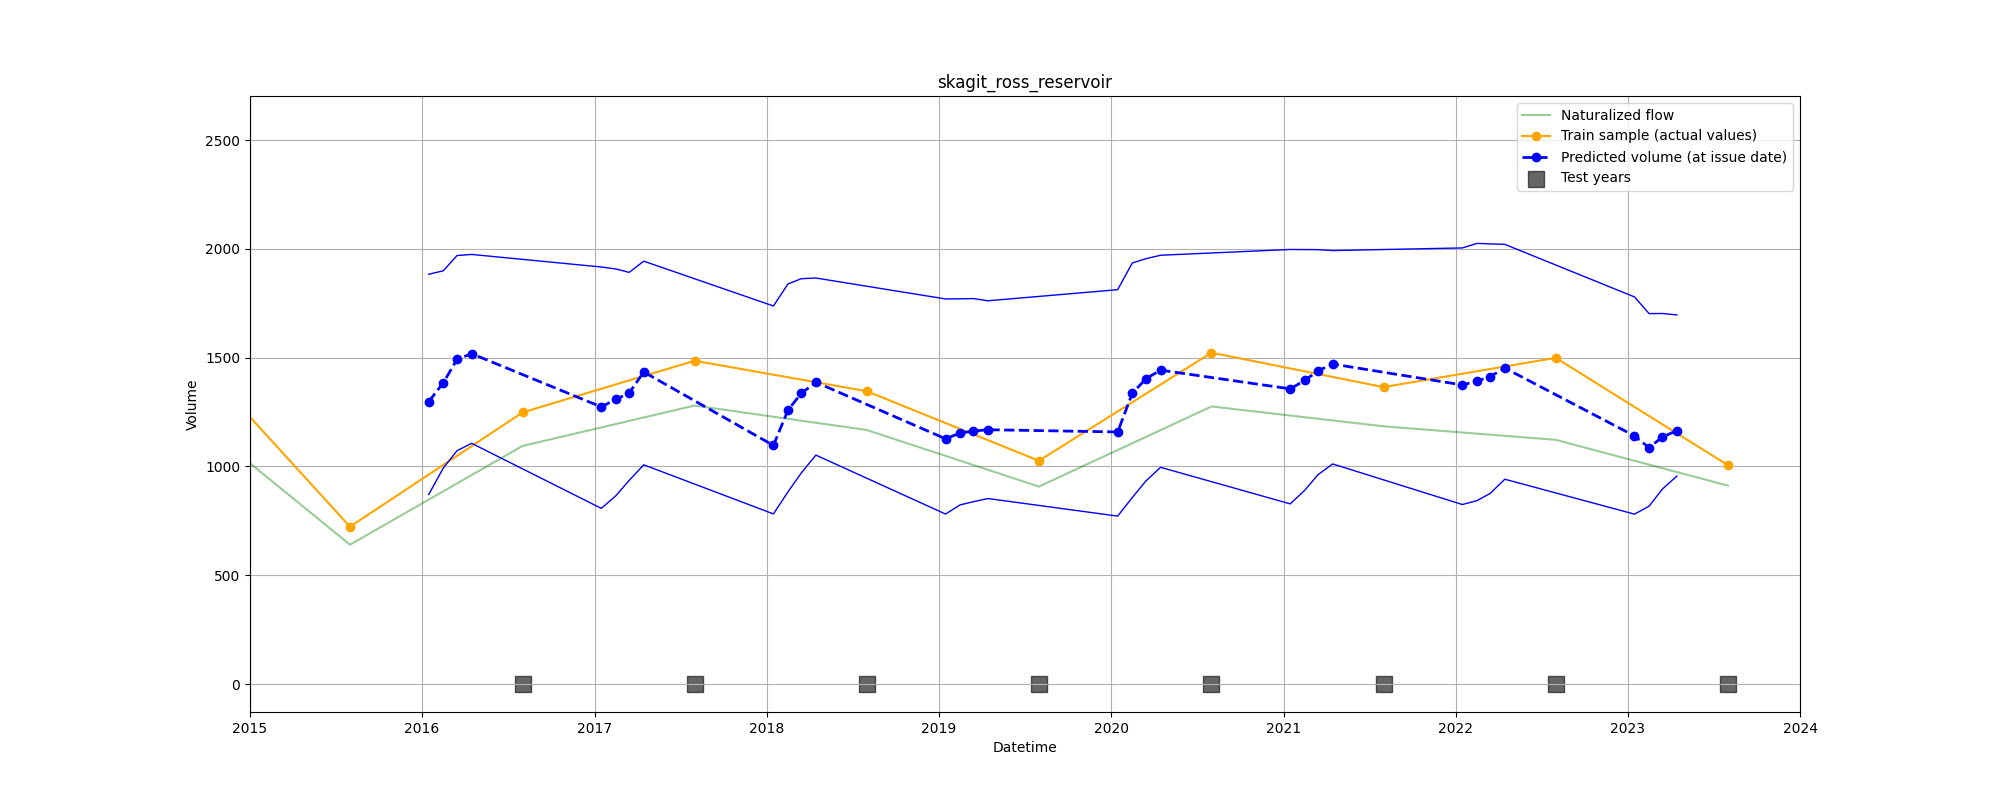 skagit_ross_reservoir
Naturalized flow
Train sample (actual values)
Predicted volume (at issue date)
Test years
Volume
2500
2000
1500
1000
500
0
2015 2016 2017 2018 2019 2020 2021 2022 2023 2024
Datetime